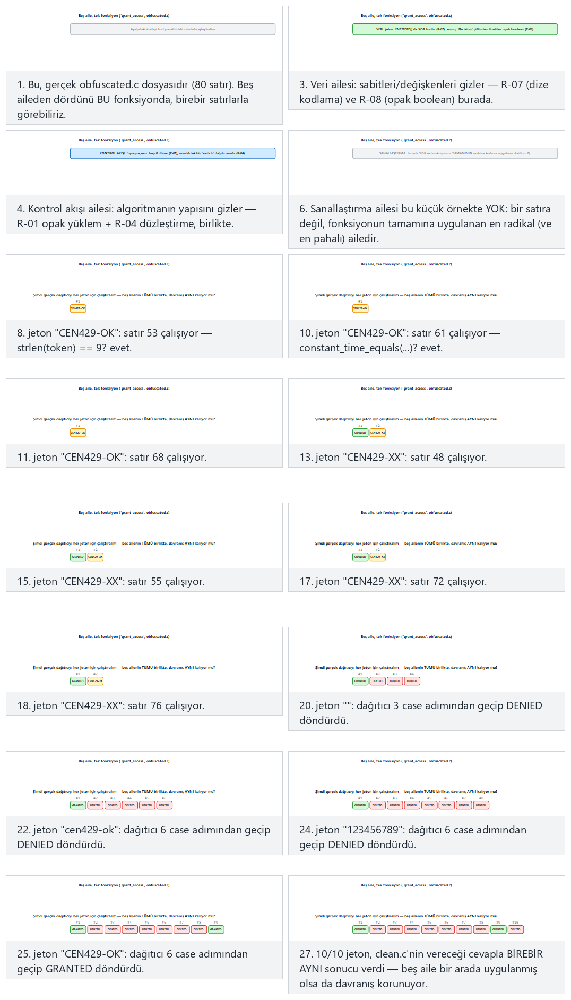 Beş aile, tek fonksiyon (`grant_access`, obfuscated.c)
Aşağıdaki 4 aileyi kod panelindeki satırlarla eşleştirelim
1. Bu, gerçek obfuscated.c dosyasıdır (80 satır). Beş
aileden dördünü BU fonksiyonda, birebir satırlarla
görebiliriz.
Beş aile, tek fonksiyon (`grant_access`, obfuscated.c)
VERİ: jeton `ENCODED[]`de XOR kodlu (R-07); sonuç `Decision` çiftinden türetilen opak boolean (R-08).
3. Veri ailesi: sabitleri/değişkenleri gizler — R-07 (dize
kodlama) ve R-08 (opak boolean) burada.
Beş aile, tek fonksiyon (`grant_access`, obfuscated.c)
KONTROL AKIŞI: `opaque_zero` hep 0 döner (R-01); mantık tek bir `switch` dağıtıcısında (R-04).
4. Kontrol akışı ailesi: algoritmanın yapısını gizler —
R-01 opak yüklem + R-04 düzleştirme, birlikte.
Beş aile, tek fonksiyon (`grant_access`, obfuscated.c)
SANALLAŞTIRMA: burada YOK — fonksiyonun TAMAMININ makine koduna uygulanır (bölüm 7).
6. Sanallaştırma ailesi bu küçük örnekte YOK: bir satıra
değil, fonksiyonun tamamına uygulanan en radikal (ve
en pahalı) ailedir.
Beş aile, tek fonksiyon (`grant_access`, obfuscated.c)
Şimdi gerçek dağıtıcıyı her jeton için çalıştıralım — beş ailenin TÜMÜ birlikte, davranış AYNI kalıyor mu?
#1
CEN429-OK
8. jeton "CEN429-OK": satır 53 çalışıyor —
strlen(token) == 9? evet.
Beş aile, tek fonksiyon (`grant_access`, obfuscated.c)
Şimdi gerçek dağıtıcıyı her jeton için çalıştıralım — beş ailenin TÜMÜ birlikte, davranış AYNI kalıyor mu?
#1
CEN429-OK
10. jeton "CEN429-OK": satır 61 çalışıyor —
constant_time_equals(...)? evet.
Beş aile, tek fonksiyon (`grant_access`, obfuscated.c)
Şimdi gerçek dağıtıcıyı her jeton için çalıştıralım — beş ailenin TÜMÜ birlikte, davranış AYNI kalıyor mu?
#1
CEN429-OK
11. jeton "CEN429-OK": satır 68 çalışıyor.
Beş aile, tek fonksiyon (`grant_access`, obfuscated.c)
Şimdi gerçek dağıtıcıyı her jeton için çalıştıralım — beş ailenin TÜMÜ birlikte, davranış AYNI kalıyor mu?
#1 #2
GRANTED CEN429-XX
13. jeton "CEN429-XX": satır 48 çalışıyor.
Beş aile, tek fonksiyon (`grant_access`, obfuscated.c)
Şimdi gerçek dağıtıcıyı her jeton için çalıştıralım — beş ailenin TÜMÜ birlikte, davranış AYNI kalıyor mu?
#1 #2
GRANTED CEN429-XX
15. jeton "CEN429-XX": satır 55 çalışıyor.
Beş aile, tek fonksiyon (`grant_access`, obfuscated.c)
Şimdi gerçek dağıtıcıyı her jeton için çalıştıralım — beş ailenin TÜMÜ birlikte, davranış AYNI kalıyor mu?
#1 #2
GRANTED CEN429-XX
17. jeton "CEN429-XX": satır 72 çalışıyor.
Beş aile, tek fonksiyon (`grant_access`, obfuscated.c)
Şimdi gerçek dağıtıcıyı her jeton için çalıştıralım — beş ailenin TÜMÜ birlikte, davranış AYNI kalıyor mu?
#1 #2
GRANTED CEN429-XX
18. jeton "CEN429-XX": satır 76 çalışıyor.
Beş aile, tek fonksiyon (`grant_access`, obfuscated.c)
Şimdi gerçek dağıtıcıyı her jeton için çalıştıralım — beş ailenin TÜMÜ birlikte, davranış AYNI kalıyor mu?
#1 #2 #3 #4
GRANTED DENIED DENIED DENIED
20. jeton "": dağıtıcı 3 case adımından geçip DENIED
döndürdü.
Beş aile, tek fonksiyon (`grant_access`, obfuscated.c)
Şimdi gerçek dağıtıcıyı her jeton için çalıştıralım — beş ailenin TÜMÜ birlikte, davranış AYNI kalıyor mu?
#1 #2 #3 #4 #5 #6
GRANTED DENIED DENIED DENIED DENIED DENIED
22. jeton "cen429-ok": dağıtıcı 6 case adımından geçip
DENIED döndürdü.
Beş aile, tek fonksiyon (`grant_access`, obfuscated.c)
Şimdi gerçek dağıtıcıyı her jeton için çalıştıralım — beş ailenin TÜMÜ birlikte, davranış AYNI kalıyor mu?
#1 #2 #3 #4 #5 #6 #7 #8
GRANTED DENIED DENIED DENIED DENIED DENIED DENIED DENIED
24. jeton "123456789": dağıtıcı 6 case adımından
geçip DENIED döndürdü.
Beş aile, tek fonksiyon (`grant_access`, obfuscated.c)
Şimdi gerçek dağıtıcıyı her jeton için çalıştıralım — beş ailenin TÜMÜ birlikte, davranış AYNI kalıyor mu?
#1 #2 #3 #4 #5 #6 #7 #8 #9
GRANTED DENIED DENIED DENIED DENIED DENIED DENIED DENIED GRANTED
25. jeton "CEN429-OK": dağıtıcı 6 case adımından
geçip GRANTED döndürdü.
Beş aile, tek fonksiyon (`grant_access`, obfuscated.c)
Şimdi gerçek dağıtıcıyı her jeton için çalıştıralım — beş ailenin TÜMÜ birlikte, davranış AYNI kalıyor mu?
#1 #2 #3 #4 #5 #6 #7 #8 #9 #10
GRANTED DENIED DENIED DENIED DENIED DENIED DENIED DENIED GRANTED DENIED
27. 10/10 jeton, clean.c'nin vereceği cevapla BİREBİR
AYNI sonucu verdi — beş aile bir arada uygulanmış
olsa da davranış korunuyor.